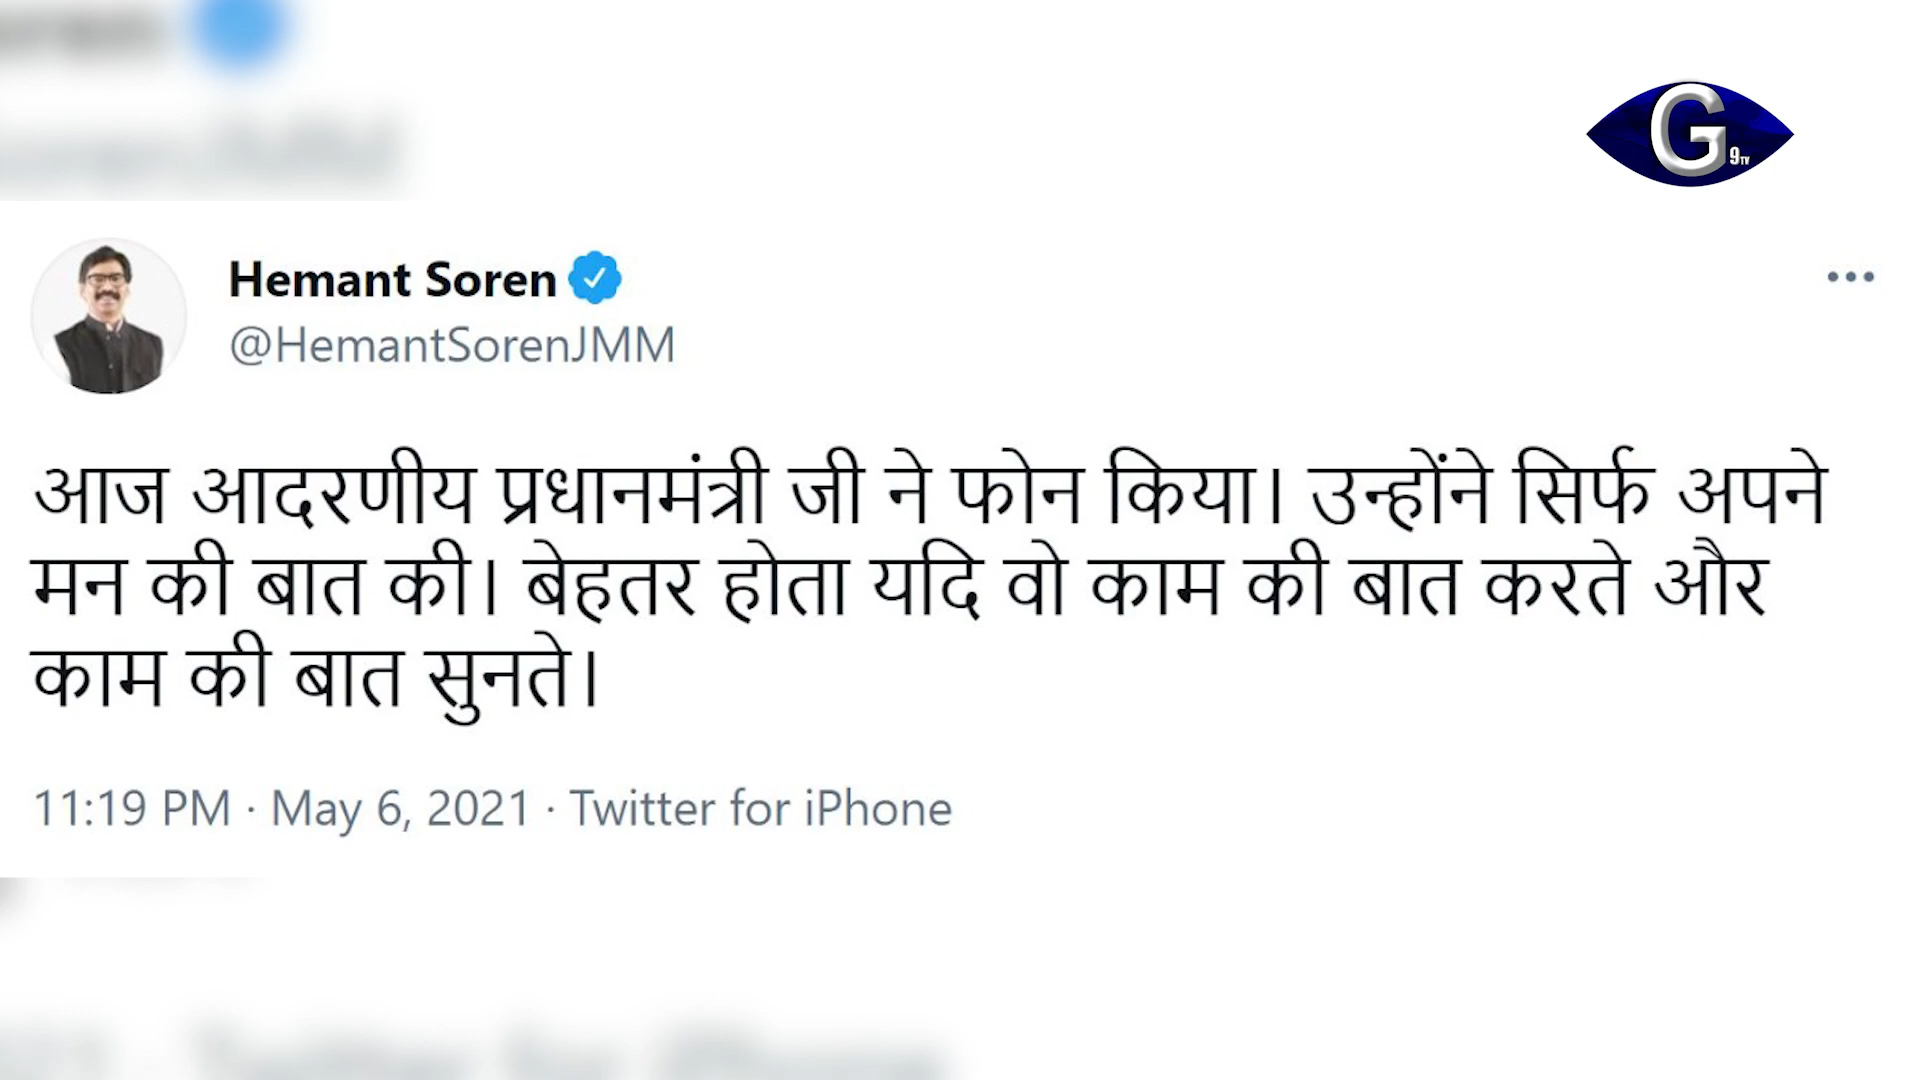 G 9TV
Hemant Soren
@HemantSorenJMM
आज आदरणीय प्रधानमंत्री जी ने फोन किया। उन्होंने सिर्फ अपने
मन की बात की। बेहतर होता यदि वो काम की बात करते और
काम की बात सुनते।
11:19 PM · May 6, 2021 · Twitter for iPhone